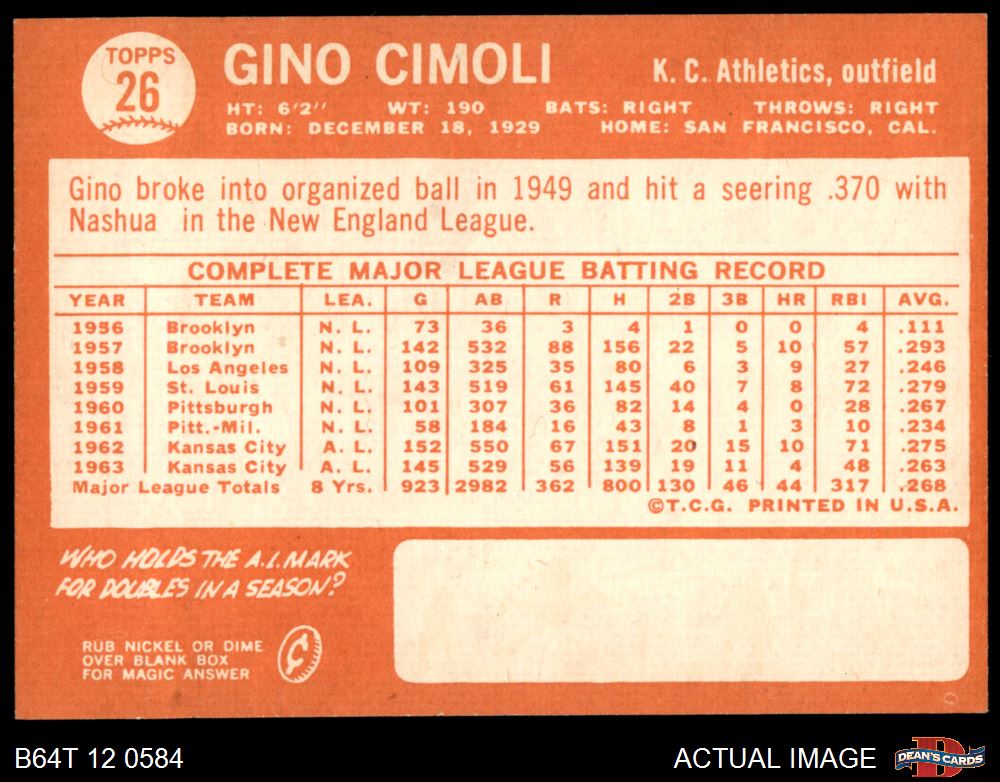 TOPPS
26
GINO CIMOLI
K. C. Athletics, outfield
HT: 6'2" WT: 190 BATS: RIGHT THROWS: RIGHT
BORN: DECEMBER 18, 1929 HOME: SAN FRANCISCO, CAL.
Gino broke into organized ball in 1949 and hit a seering .370 with
Nashua in the New England League.
COMPLETE MAJOR LEAGUE BATTING RECORD
YEAR TEAM LEA. G AB R H 2B 3B HR RBI AVG.
1956 Brooklyn N. L. 73 36 3 4 1 0 0 4 .111
1957 Brooklyn N. L. 142 532 88 156 22 5 10 57 .293
1958 Los Angeles N. L. 109 325 35 80 6 3 9 27 .246
1959 St. Louis N. L. 143 519 61 145 40 7 8 72 .279
1960 Pittsburgh N. L. 101 307 36 82 14 4 0 28 .267
1961 Pitt.-Mil. N. L. 58 184 16 43 8 1 3 10 .234
1962 Kansas City A. L. 152 550 67 151 20 15 10 71 .275
1963 Kansas City A. L. 145 529 56 139 19 11 4 48 .263
Major League Totals 8 Yrs. 923 2982 362 800 130 46 44 317 .268
©T.C.G. PRINTED IN U.S.A.
WHO HOLDS THE A.L. MARK
FOR DOUBLES IN A SEASON?
RUB NICKEL OR DIME
OVER BLANK BOX
FOR MAGIC ANSWER
B64T 12 0584
ACTUAL IMAGE
D
DEAN'S CARDS